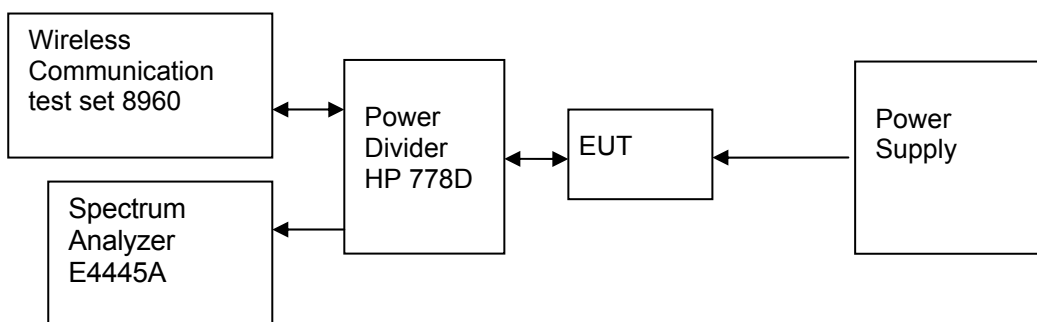 Wireless
Communication
test set 8960
Power
Divider
HP 778D
EUT
Power
Supply
Spectrum
Analyzer
E4445A